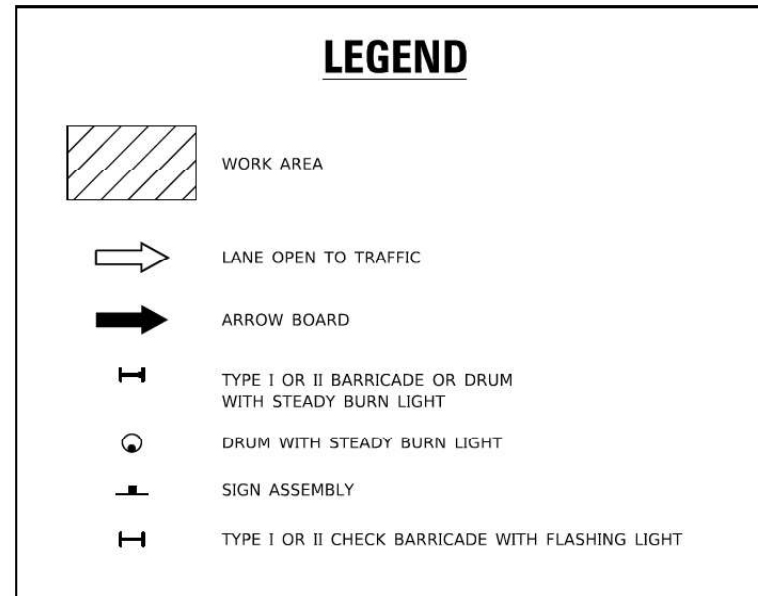 LEGEND
WORK AREA
LANE OPEN TO TRAFFIC
ARROW BOARD
TYPE I OR II BARRICADE OR DRUM
WITH STEADY BURN LIGHT
DRUM WITH STEADY BURN LIGHT
SIGN ASSEMBLY
TYPE I OR II CHECK BARRICADE WITH FLASHING LIGHT